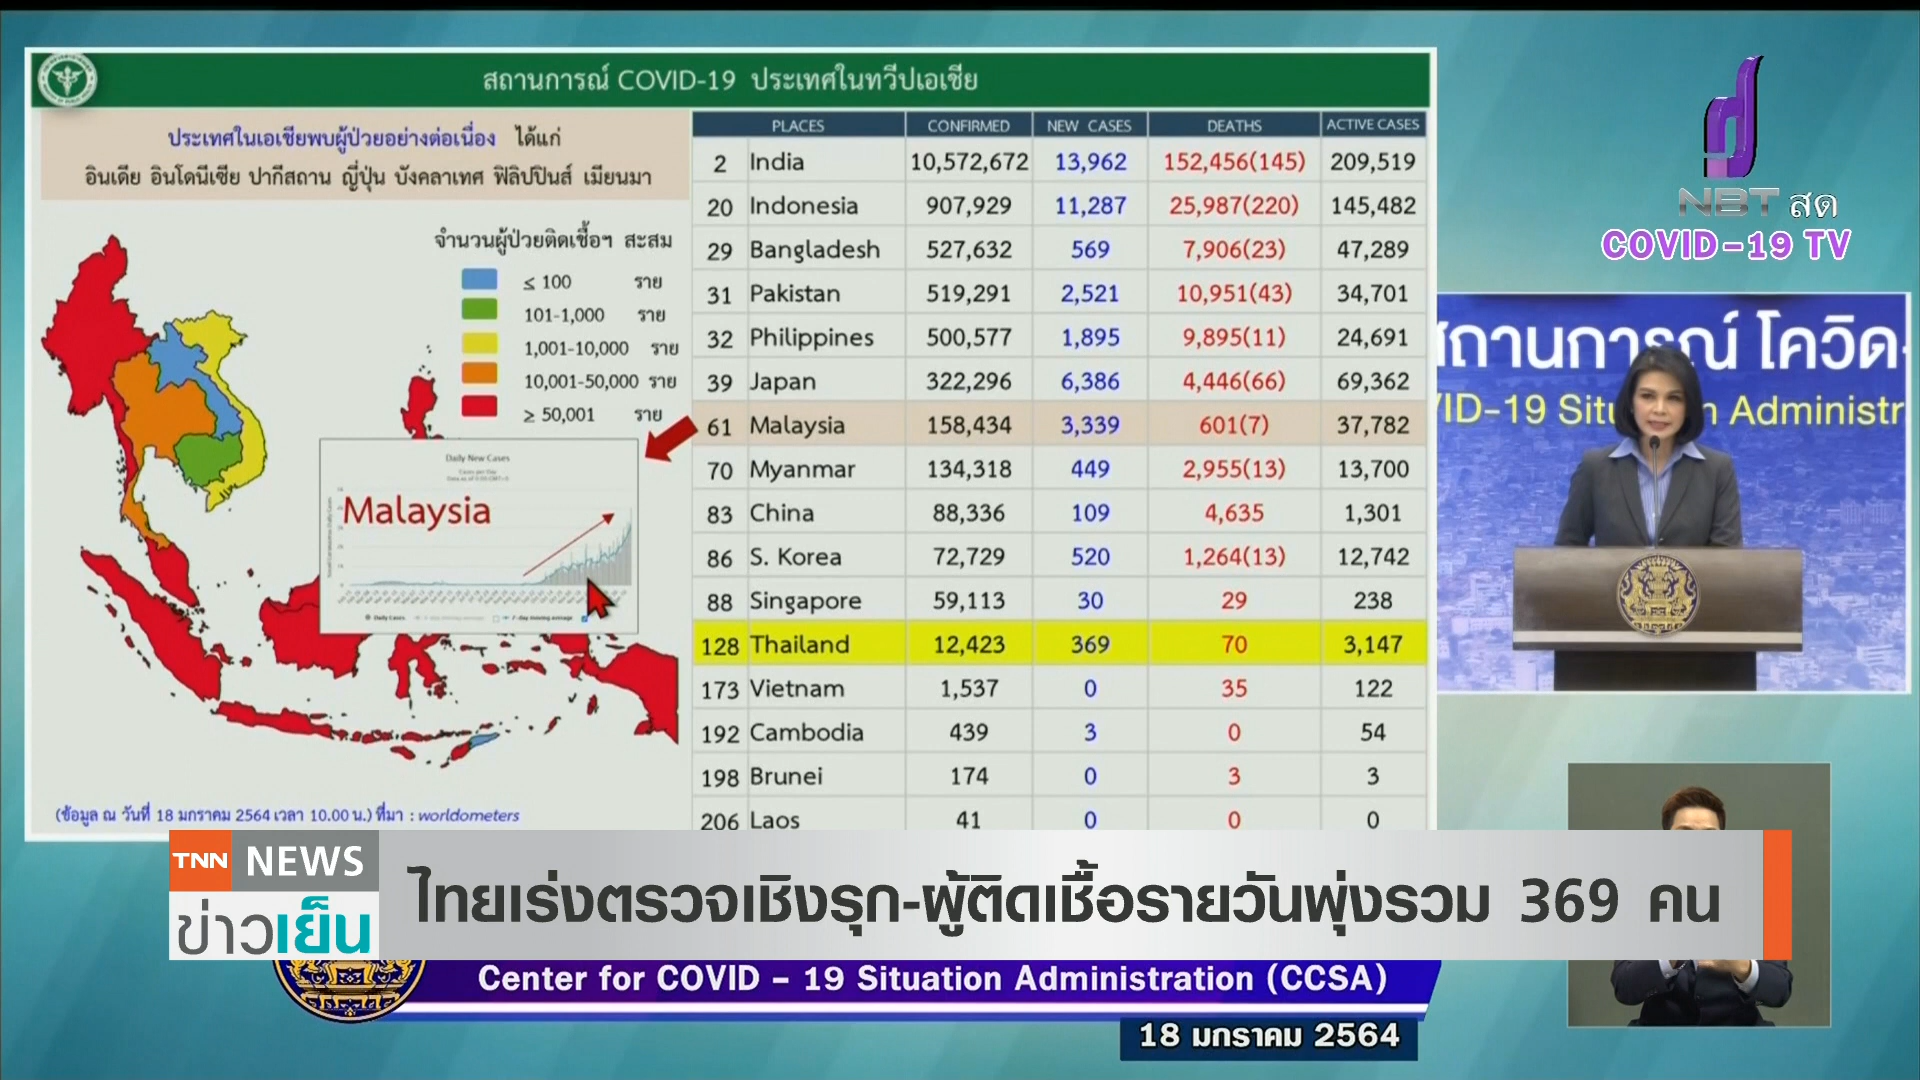 สถานการณ์ COVID-19 ประเทศในทวีปเอเชีย
ประเทศในเอเชียพบผู้ป่วยอย่างต่อเนื่อง ได้แก่
อินเดีย อินโดนีเซีย ปากีสถาน ญี่ปุ่น บังคลาเทศ ฟิลิปปินส์ เมียนมา
จำนวนผู้ป่วยติดเชื้อฯ สะสม
≤ 100 ราย
101-1,000 ราย
1,001-10,000 ราย
10,001-50,000 ราย
≥ 50,001 ราย
Daily New Cases
Malaysia
(ข้อมูล ณ วันที่ 18 มกราคม 2564 เวลา 10.00 น.) ที่มา : worldometers
PLACES CONFIRMED NEW CASES DEATHS ACTIVE CASES
2 India 10,572,672 13,962 152,456(145) 209,519
20 Indonesia 907,929 11,287 25,987(220) 145,482
29 Bangladesh 527,632 569 7,906(23) 47,289
31 Pakistan 519,291 2,521 10,951(43) 34,701
32 Philippines 500,577 1,895 9,895(11) 24,691
39 Japan 322,296 6,386 4,446(66) 69,362
61 Malaysia 158,434 3,339 601(7) 37,782
70 Myanmar 134,318 449 2,955(13) 13,700
83 China 88,336 109 4,635 1,301
86 S. Korea 72,729 520 1,264(13) 12,742
88 Singapore 59,113 30 29 238
128 Thailand 12,423 369 70 3,147
173 Vietnam 1,537 0 35 122
192 Cambodia 439 3 0 54
198 Brunei 174 0 3 3
206 Laos 41 0 0 0
NBT สด
COVID-19 TV
สถานการณ์ โควิด-
VID-19 Situ n Administr
TNN NEWS
ข่าวเย็น
ไทยเร่งตรวจเชิงรุก-ผู้ติดเชื้อรายวันพุ่งรวม 369 คน
Center for COVID – 19 Situation Administration (CCSA)
18 มกราคม 2564